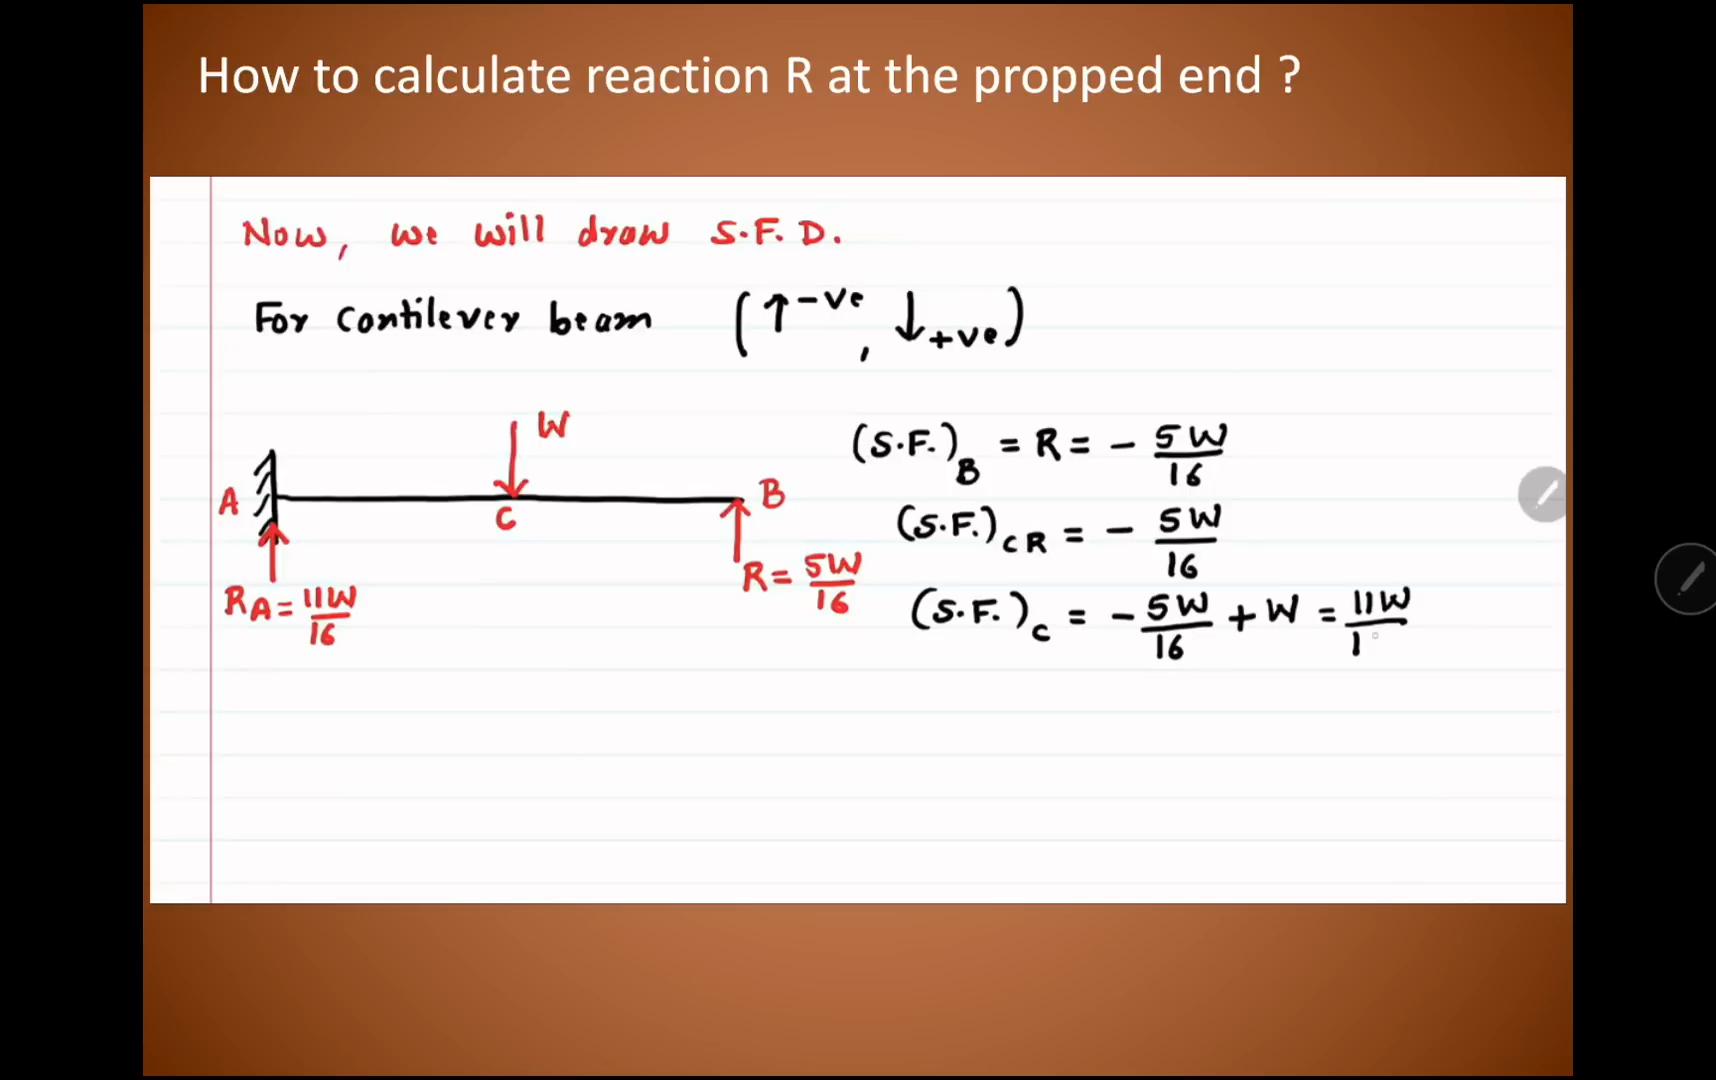 How to calculate reaction R at the propped end ?
Now, we will draw S.F.D.
For cantilever beam (↑-ve, ↓+ve)
W
A
C
B
R = 5W/16
RA = 11W/16
(S.F.)B = R = - 5W/16
(S.F.)CR = - 5W/16
(S.F.)C = - 5W/16 + W = 11W/1